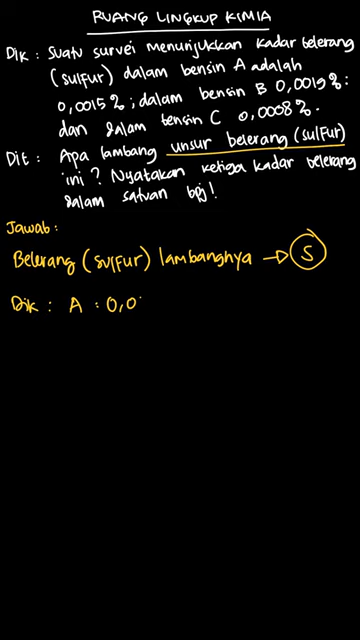 RUANG LINGKUP KIMIA
Dik : Suatu survei menunjukkan kadar belerang
(sulfur) dalam bensin A adalah
0,0015 % ; dalam bensin B 0,0019 % ;
dan dalam bensin C 0,0008 % .
Dit : Apa lambang unsur belerang (sulfur)
ini ? Nyatakan ketiga kadar belerang
dalam satuan bpj !
Jawab :
Belerang (sulfur) lambangnya → S
Dik : A : 0,0